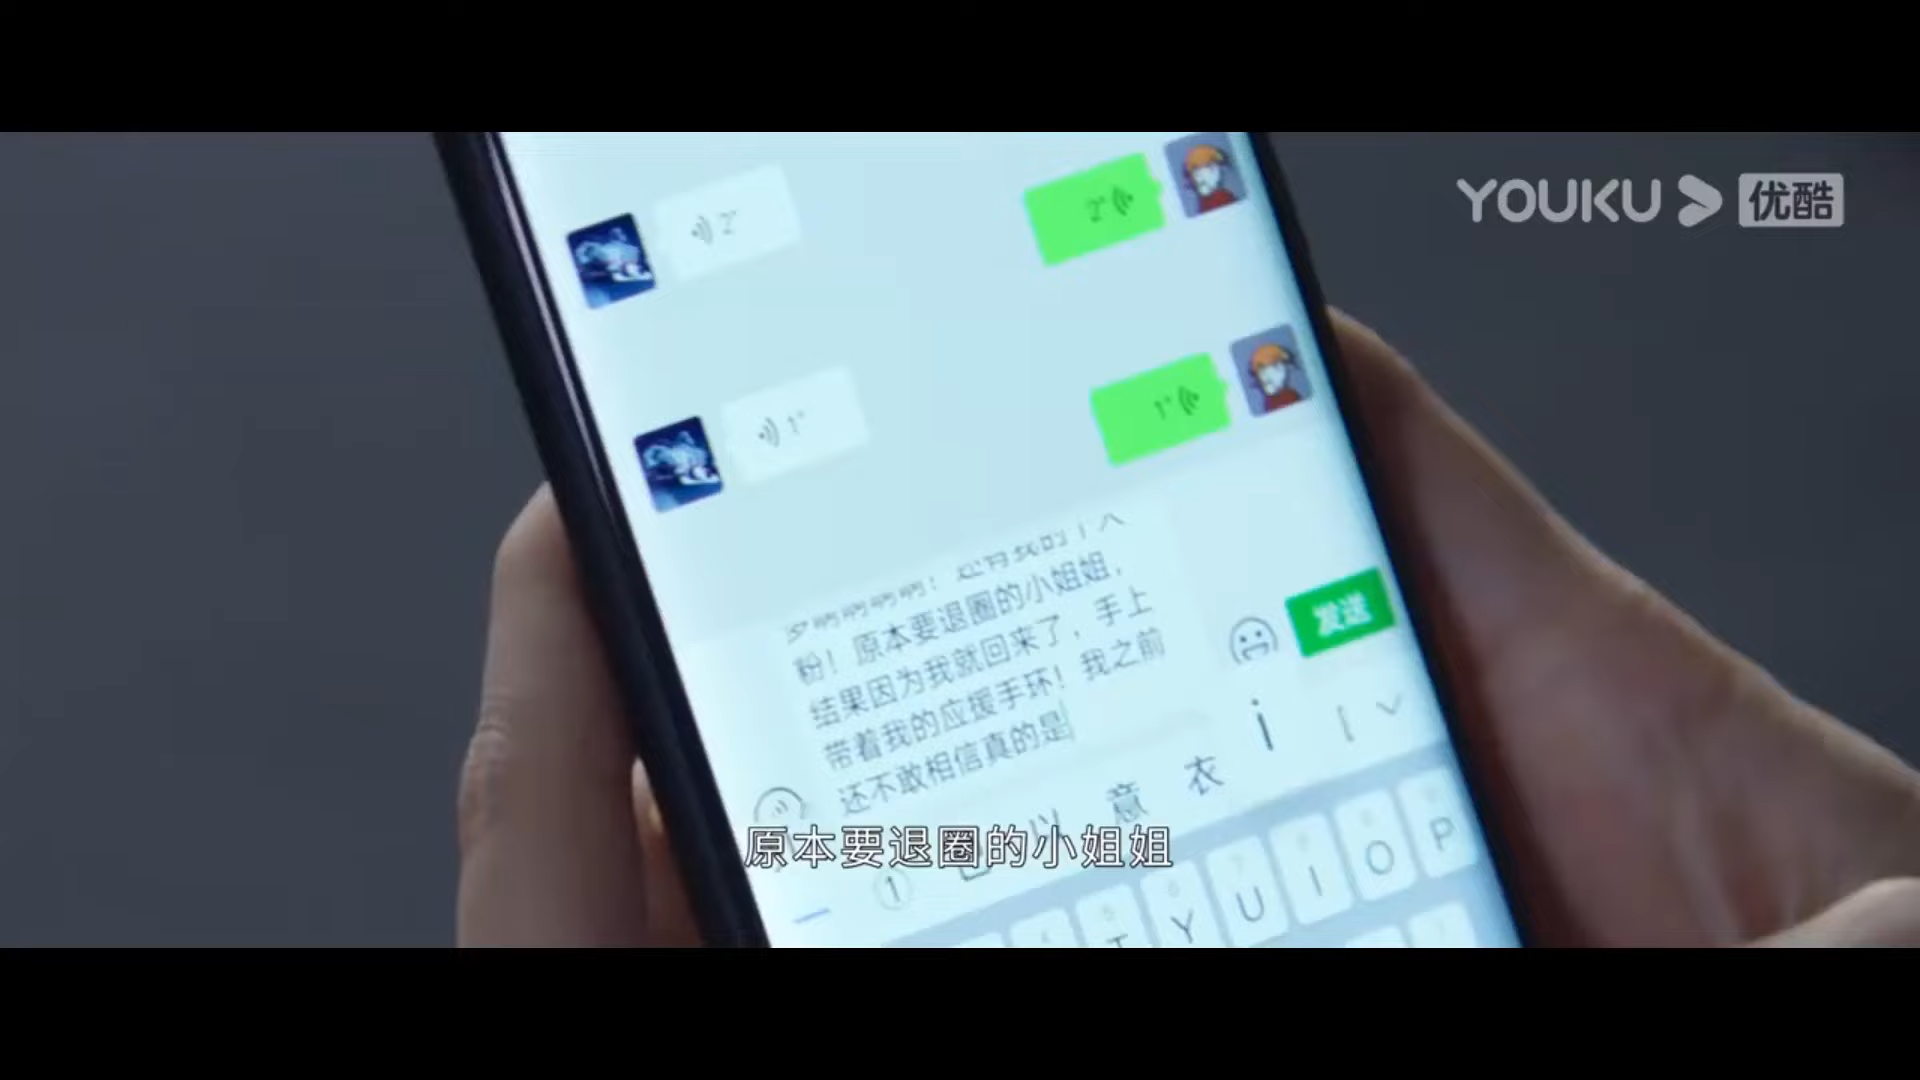 YOUKU 优酷
2"
2"
1"
1"
粉！原本要退圈的小姐姐，
结果因为我就回来了，手上
带着我的应援手环！我之前
还不敢相信真的是
发送
意 衣 i
原本要退圈的小姐姐
1
Y U I O P